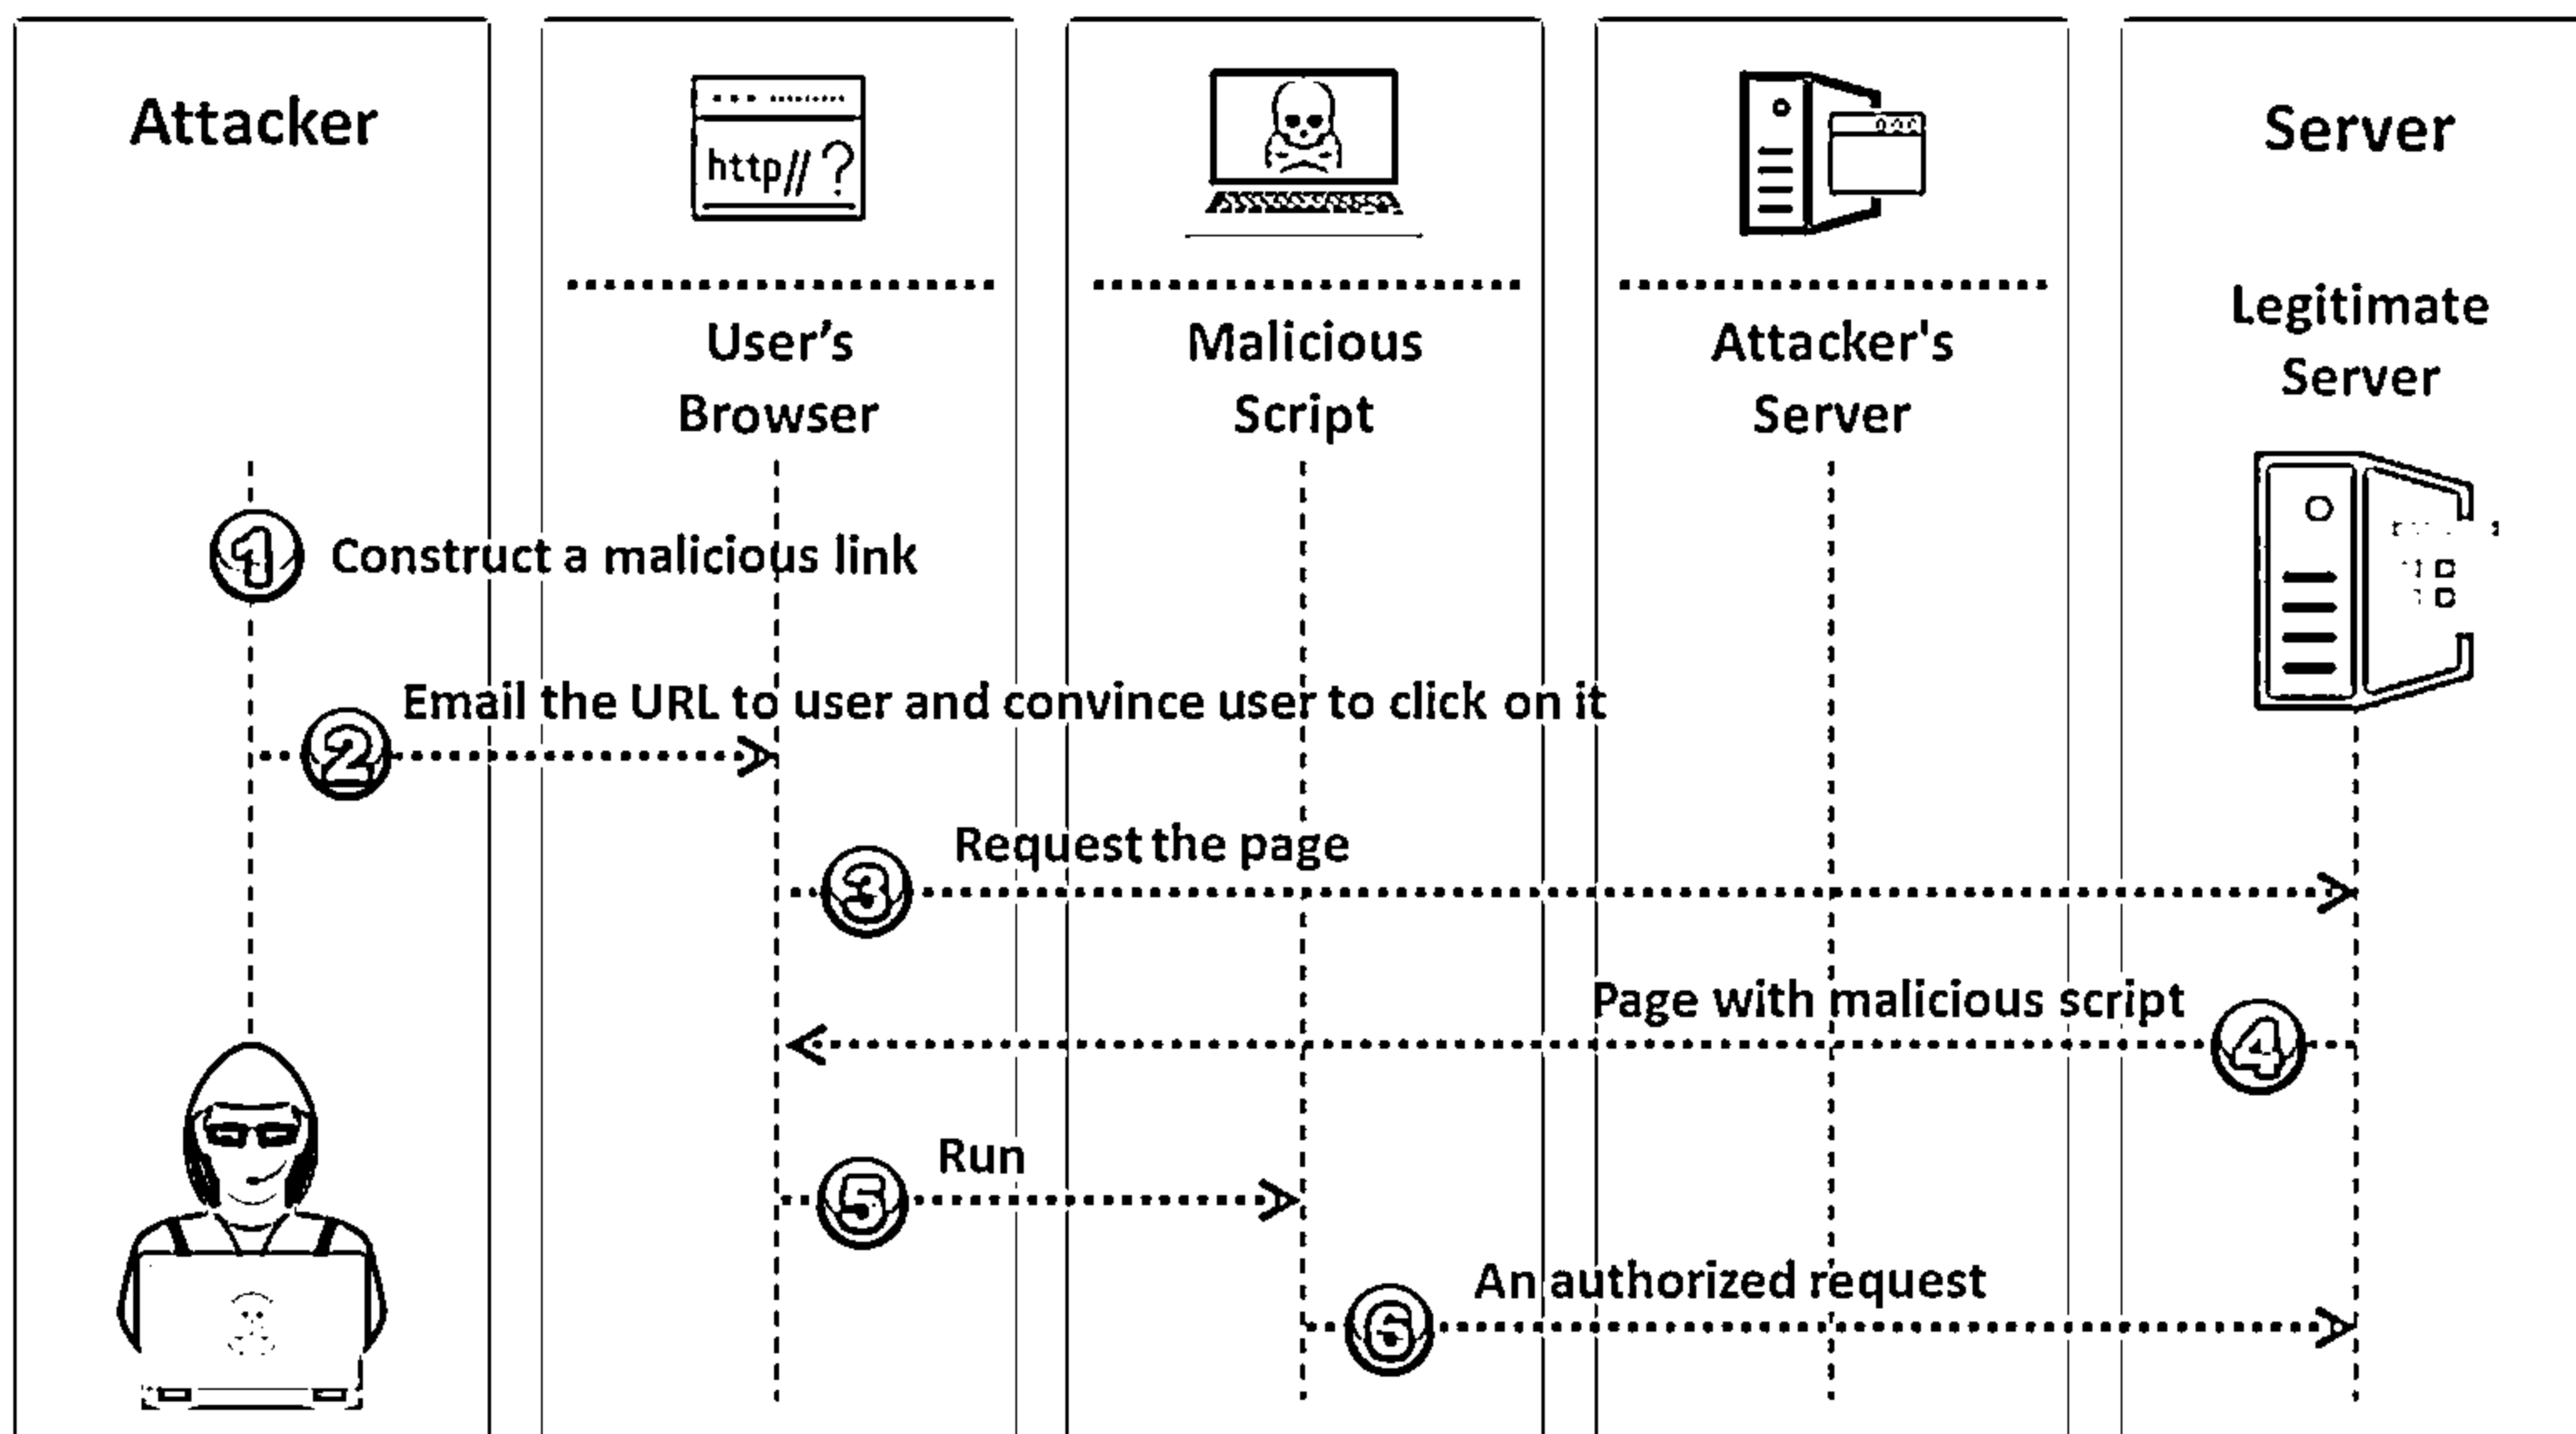 Attacker
http// ?
Server
User's
Browser
Malicious
Script
Attacker's
Server
Legitimate
Server
1 Construct a malicious link
Email the URL to user and convince user to click on it
2
Request the page
3
Page with malicious script
4
Run
5
An authorized request
6